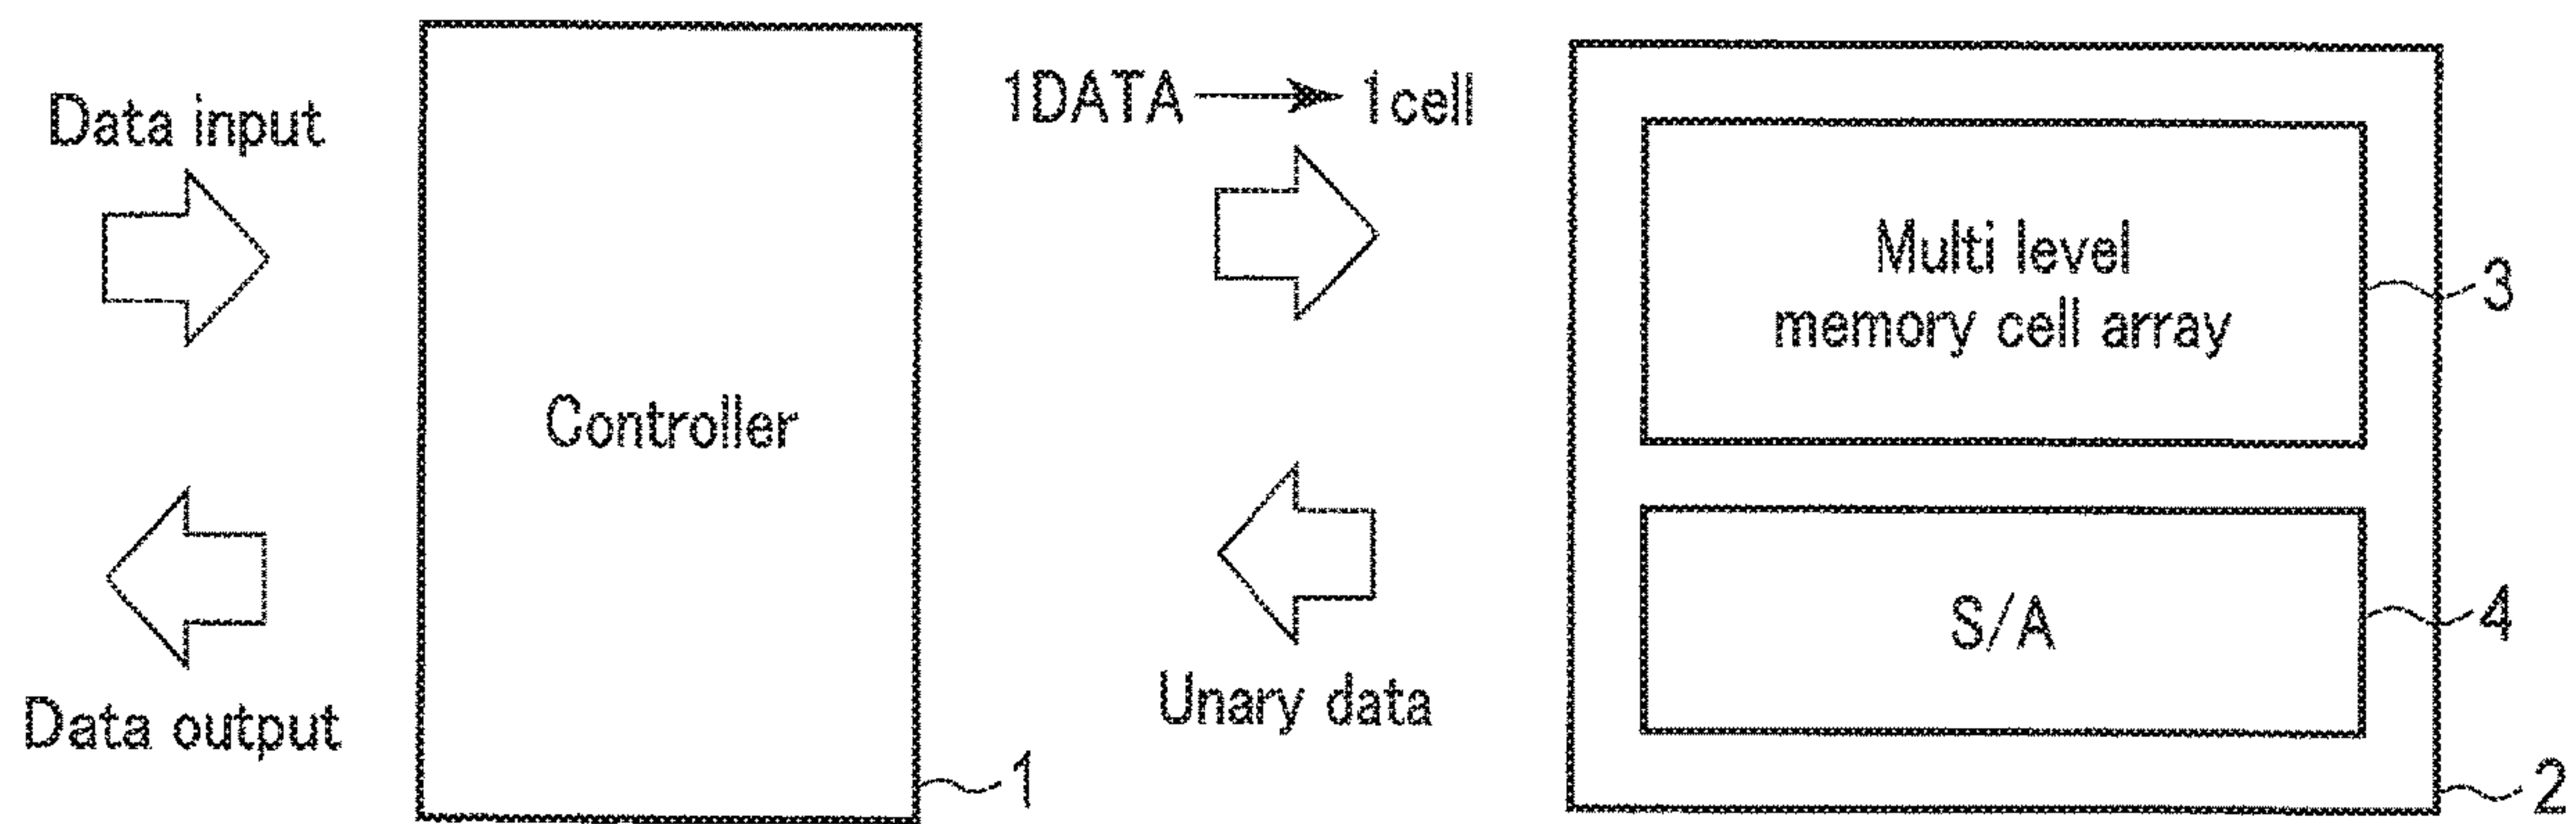 Data input
1DATA → 1cell
Multi level
memory cell array
3
Controller
S/A
4
Data output
Unary data
1
2